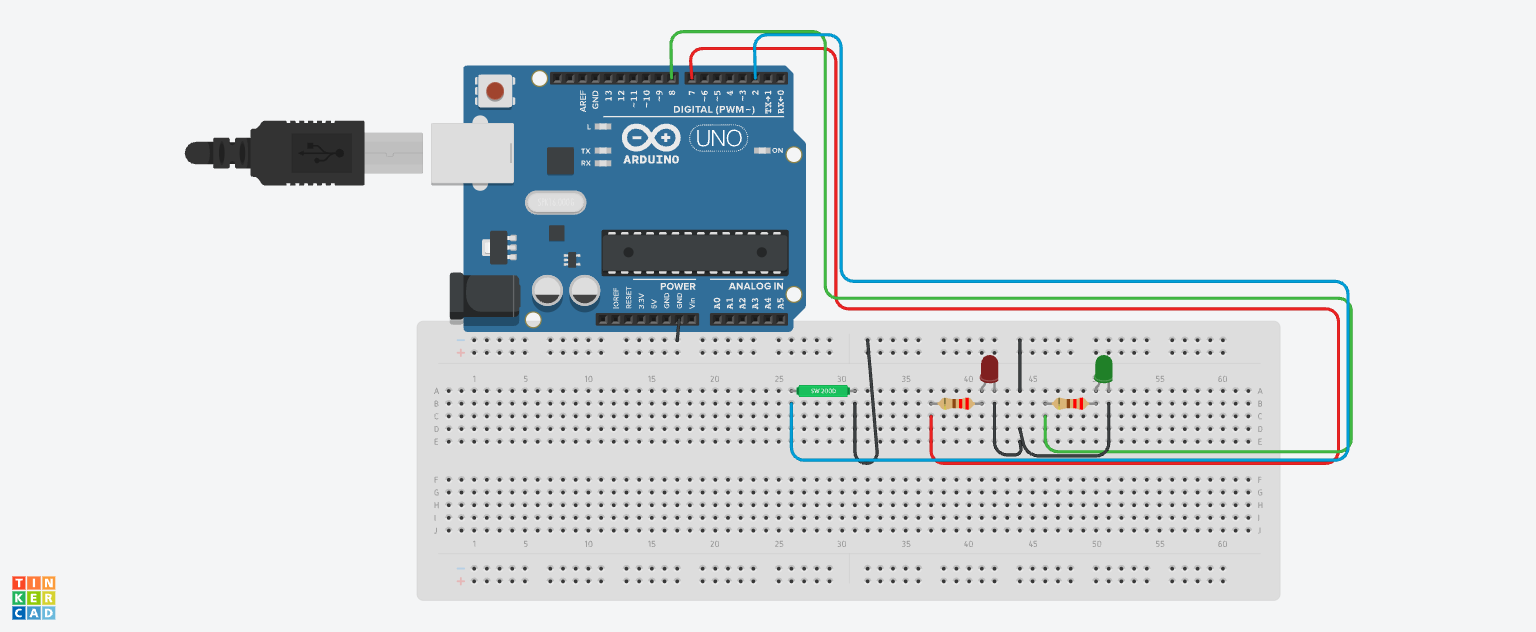 AREF
GND
13
12
~11
~10
~9
8
7
~6
~5
4
~3
2
TX→1
RX←0
DIGITAL (PWM~)
L
TX
RX
UNO
ARDUINO
ON
POWER
ANALOG IN
IOREF
RESET
3.3V
5V
GND
GND
Vin
A0
A1
A2
A3
A4
A5
1 5 10 15 20 25 30 35 40 45 50 55 60
A A
SW 200D
B B
C C
D D
E E
F F
G G
H H
I I
J J
1 5 10 15 20 25 30 35 40 45 50 55 60
TIN
KER
CAD